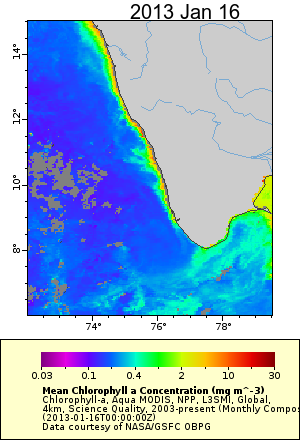 2013 Jan 16
14°
12°
10°
8°
74°
76°
78°
0.03
0.1
0.4
2
10
30
Mean Chlorophyll a Concentration (mg m^-3)
Chlorophyll-a, Aqua MODIS, NPP, L3SMI, Global,
4km, Science Quality, 2003-present (Monthly Compos
(2013-01-16T00:00:00Z)
Data courtesy of NASA/GSFC OBPG